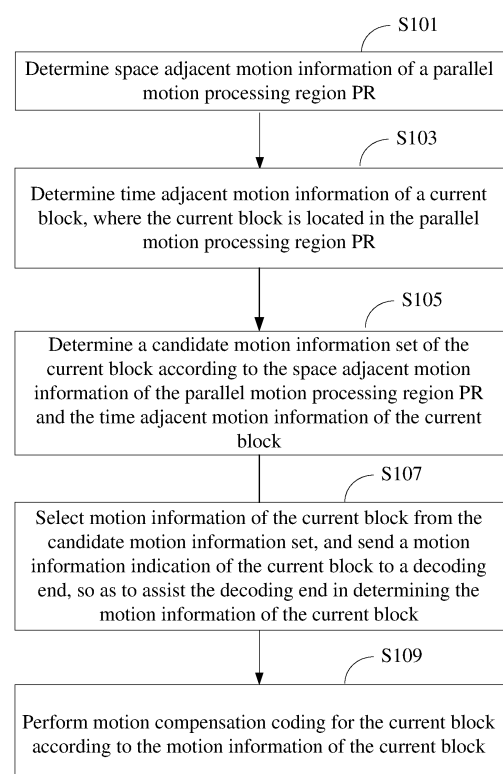 S101
Determine space adjacent motion information of a parallel
motion processing region PR
S103
Determine time adjacent motion information of a current
block, where the current block is located in the parallel
motion processing region PR
S105
Determine a candidate motion information set of the
current block according to the space adjacent motion
information of the parallel motion processing region PR
and the time adjacent motion information of the current
block
S107
Select motion information of the current block from the
candidate motion information set, and send a motion
information indication of the current block to a decoding
end, so as to assist the decoding end in determining the
motion information of the current block
S109
Perform motion compensation coding for the current block
according to the motion information of the current block